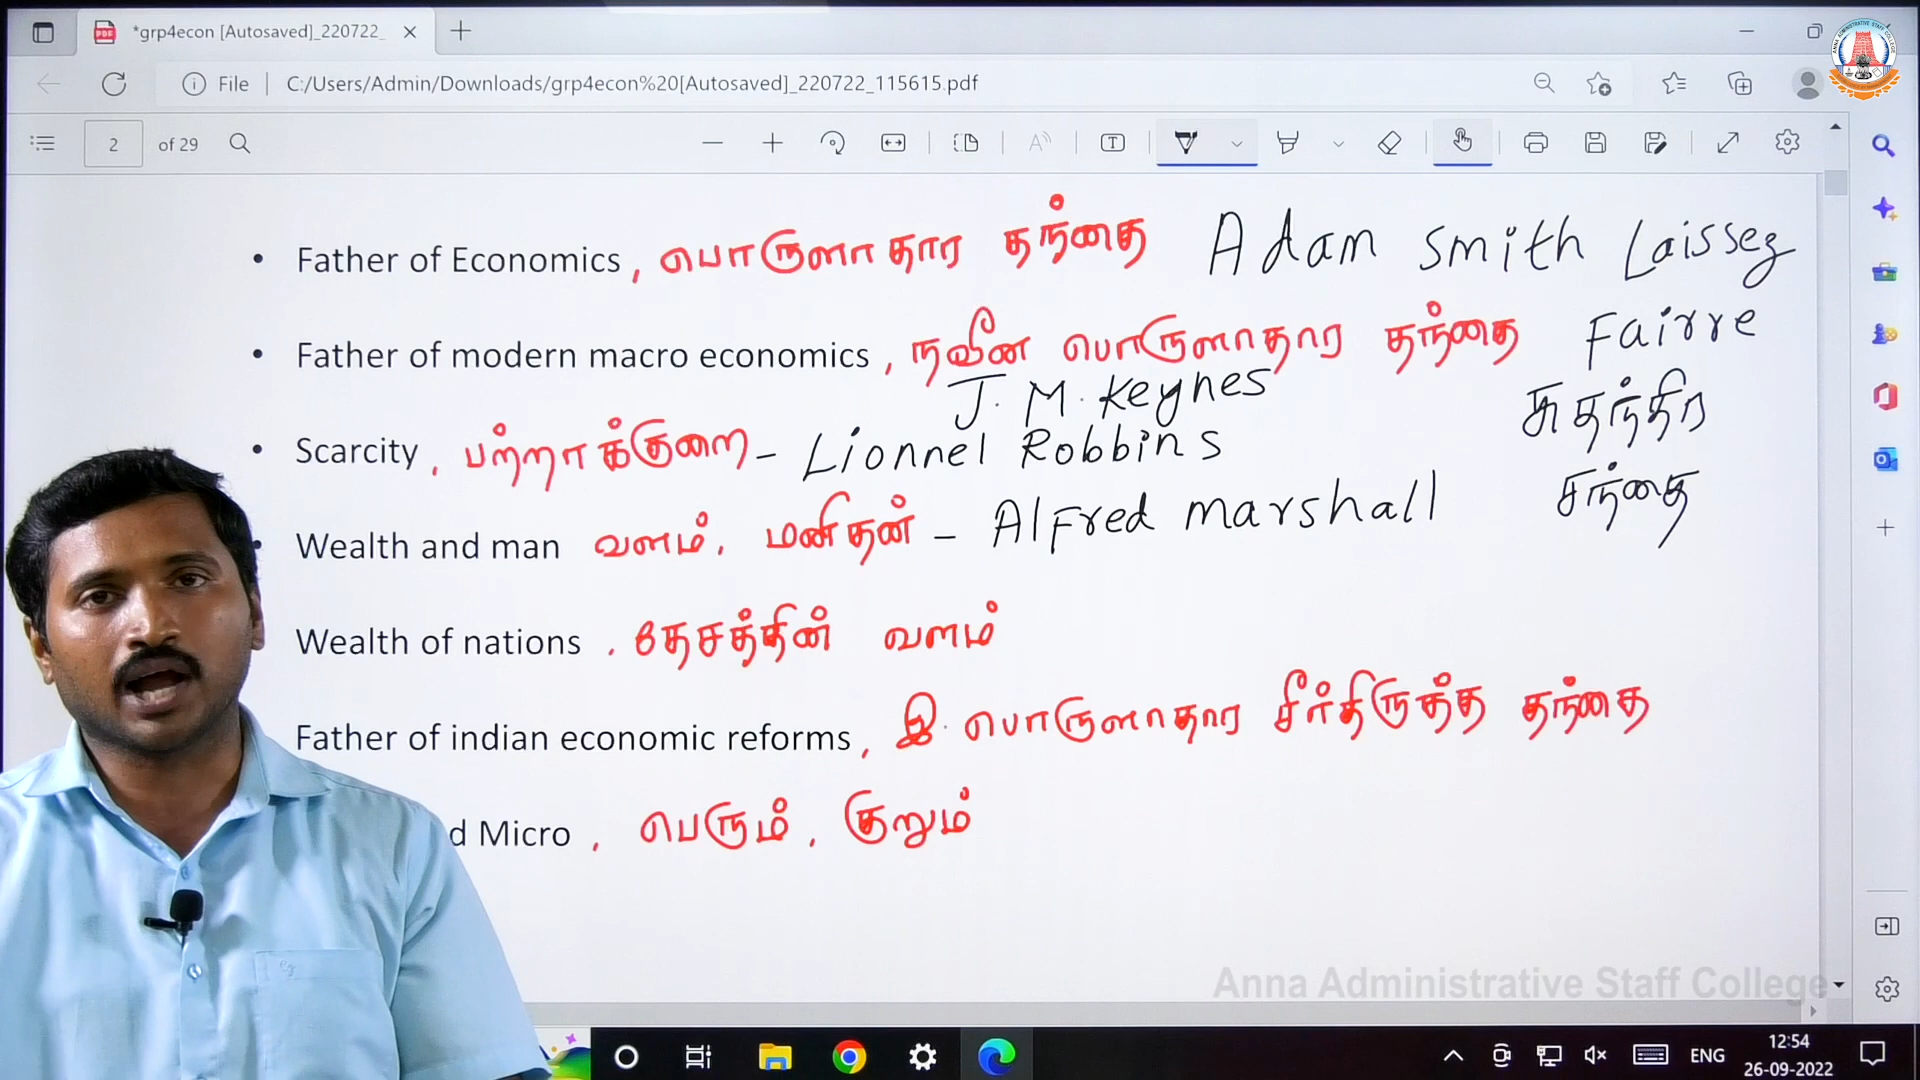 *grp4econ [Autosaved]_220722_
File C:/Users/Admin/Downloads/grp4econ%20[Autosaved]_220722_115615.pdf
2 of 29
Father of Economics, பொருளாதார தந்தை Adam Smith Laissez
Father of modern macro economics, நவீன பொருளாதார தந்தை Fairre
J. M. Keynes சுதந்திர
Scarcity, பற்றாக்குறை - Lionnel Robbins
சந்தை
Wealth and man வளம், மனிதன் - Alfred marshall
Wealth of nations, தேசத்தின் வளம்
Father of indian economic reforms, இ. பொருளாதார சீர்திருத்த தந்தை
d Micro, பெரும், குறும்
Anna Administrative Staff College
ENG 12:54
26-09-2022